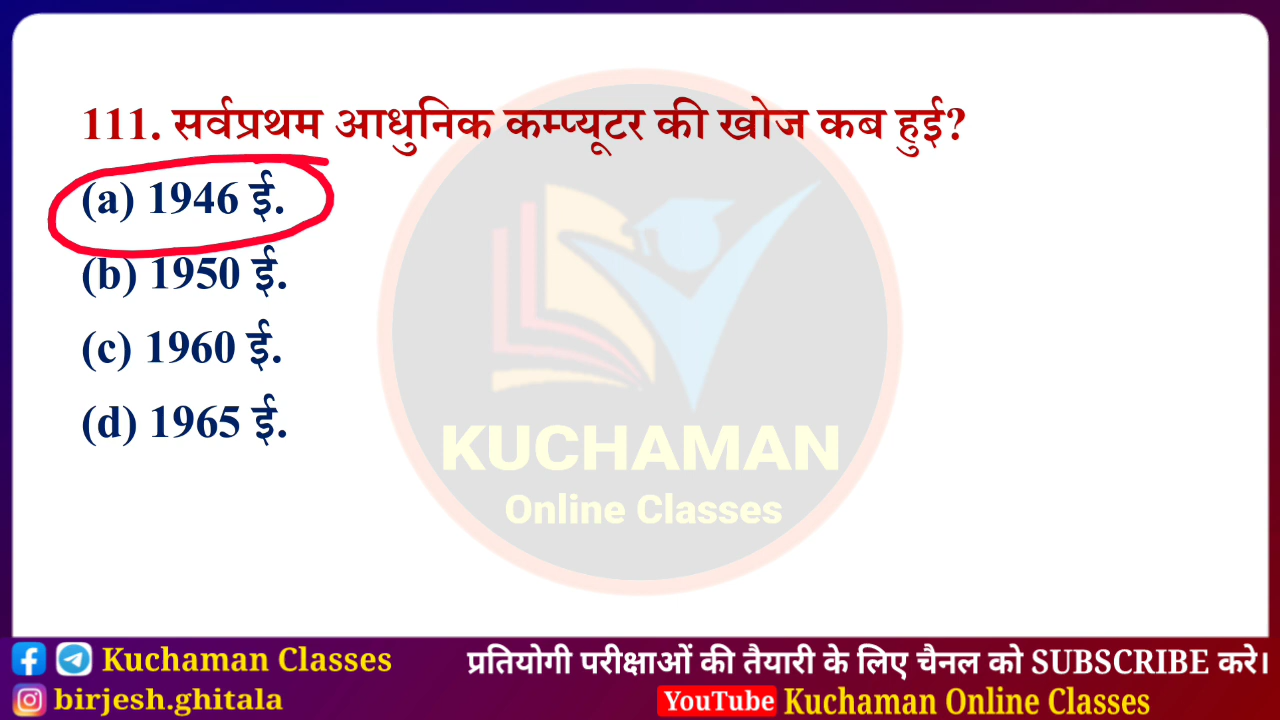 111. सर्वप्रथम आधुनिक कम्प्यूटर की खोज कब हुई?
(a) 1946 ई.
(b) 1950 ई.
(c) 1960 ई.
(d) 1965 ई.
KUCHAMAN
Online Classes
Kuchaman Classes
birjesh.ghitala
प्रतियोगी परीक्षाओं की तैयारी के लिए चैनल को SUBSCRIBE करे।
YouTube Kuchaman Online Classes